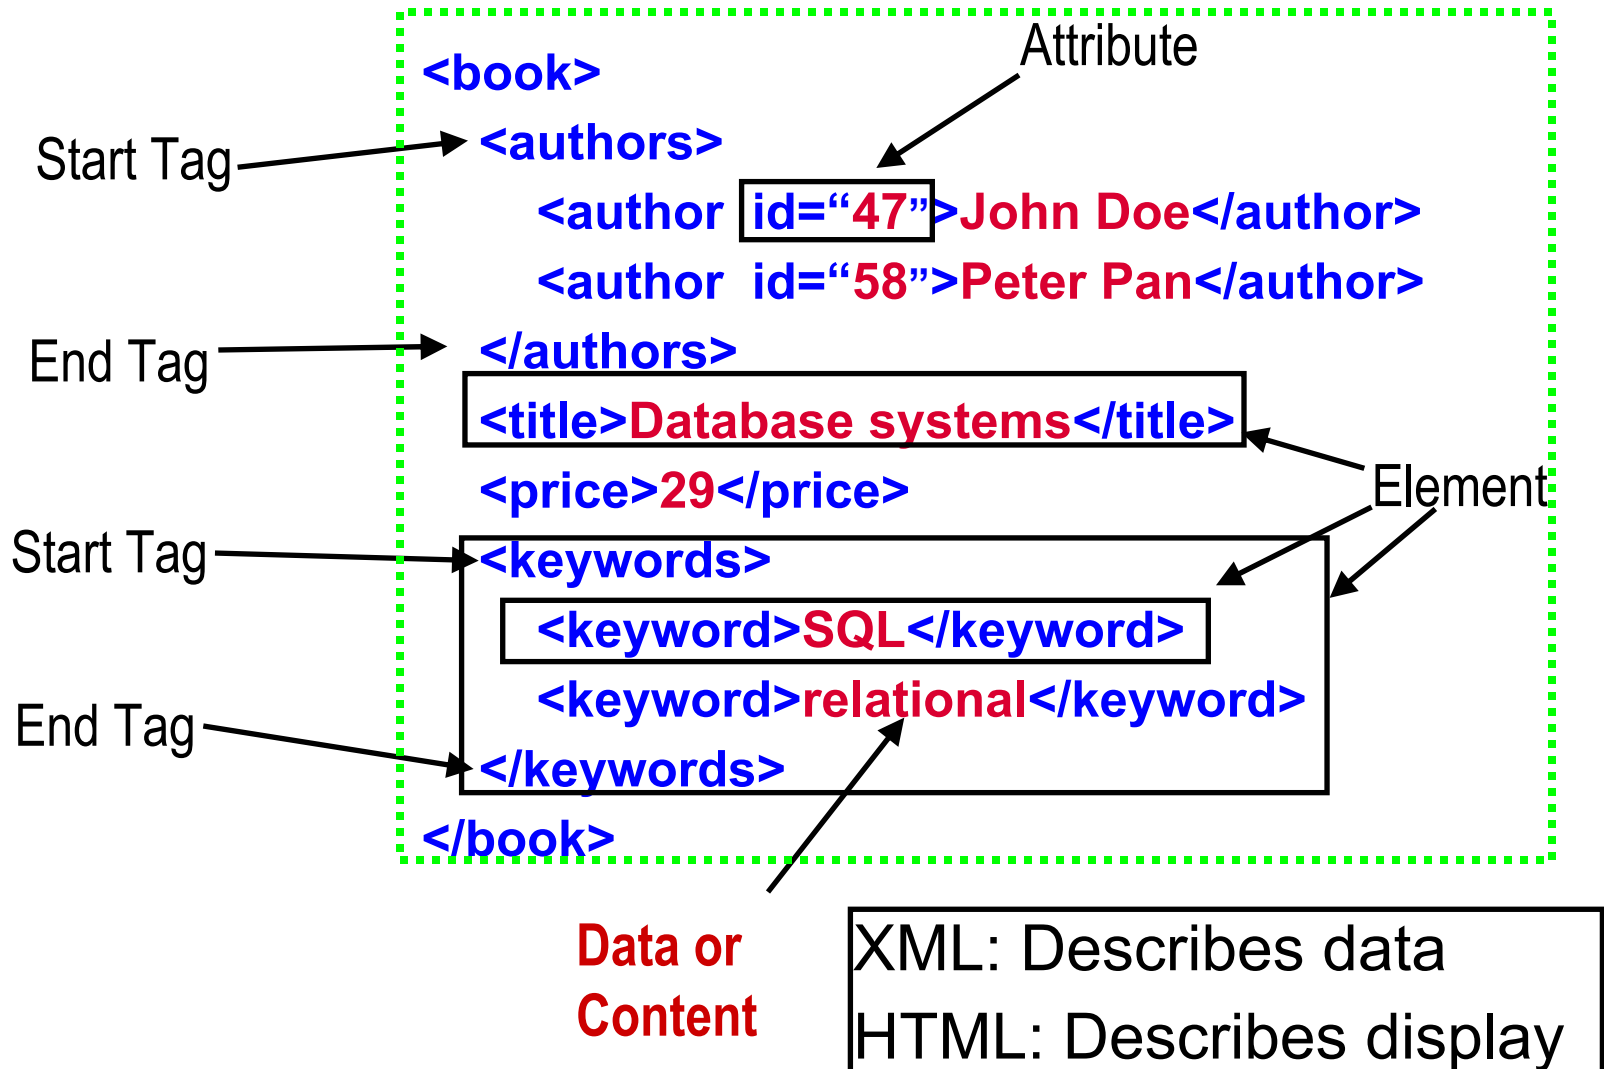 Attribute
<book>
Start Tag
<authors>
<author id=“47”>John Doe</author>
<author id=“58”>Peter Pan</author>
End Tag
</authors>
<title>Database systems</title>
<price>29</price>
Element
Start Tag
<keywords>
<keyword>SQL</keyword>
<keyword>relational</keyword>
End Tag
</keywords>
</book>
Data or
Content
XML: Describes data
HTML: Describes display